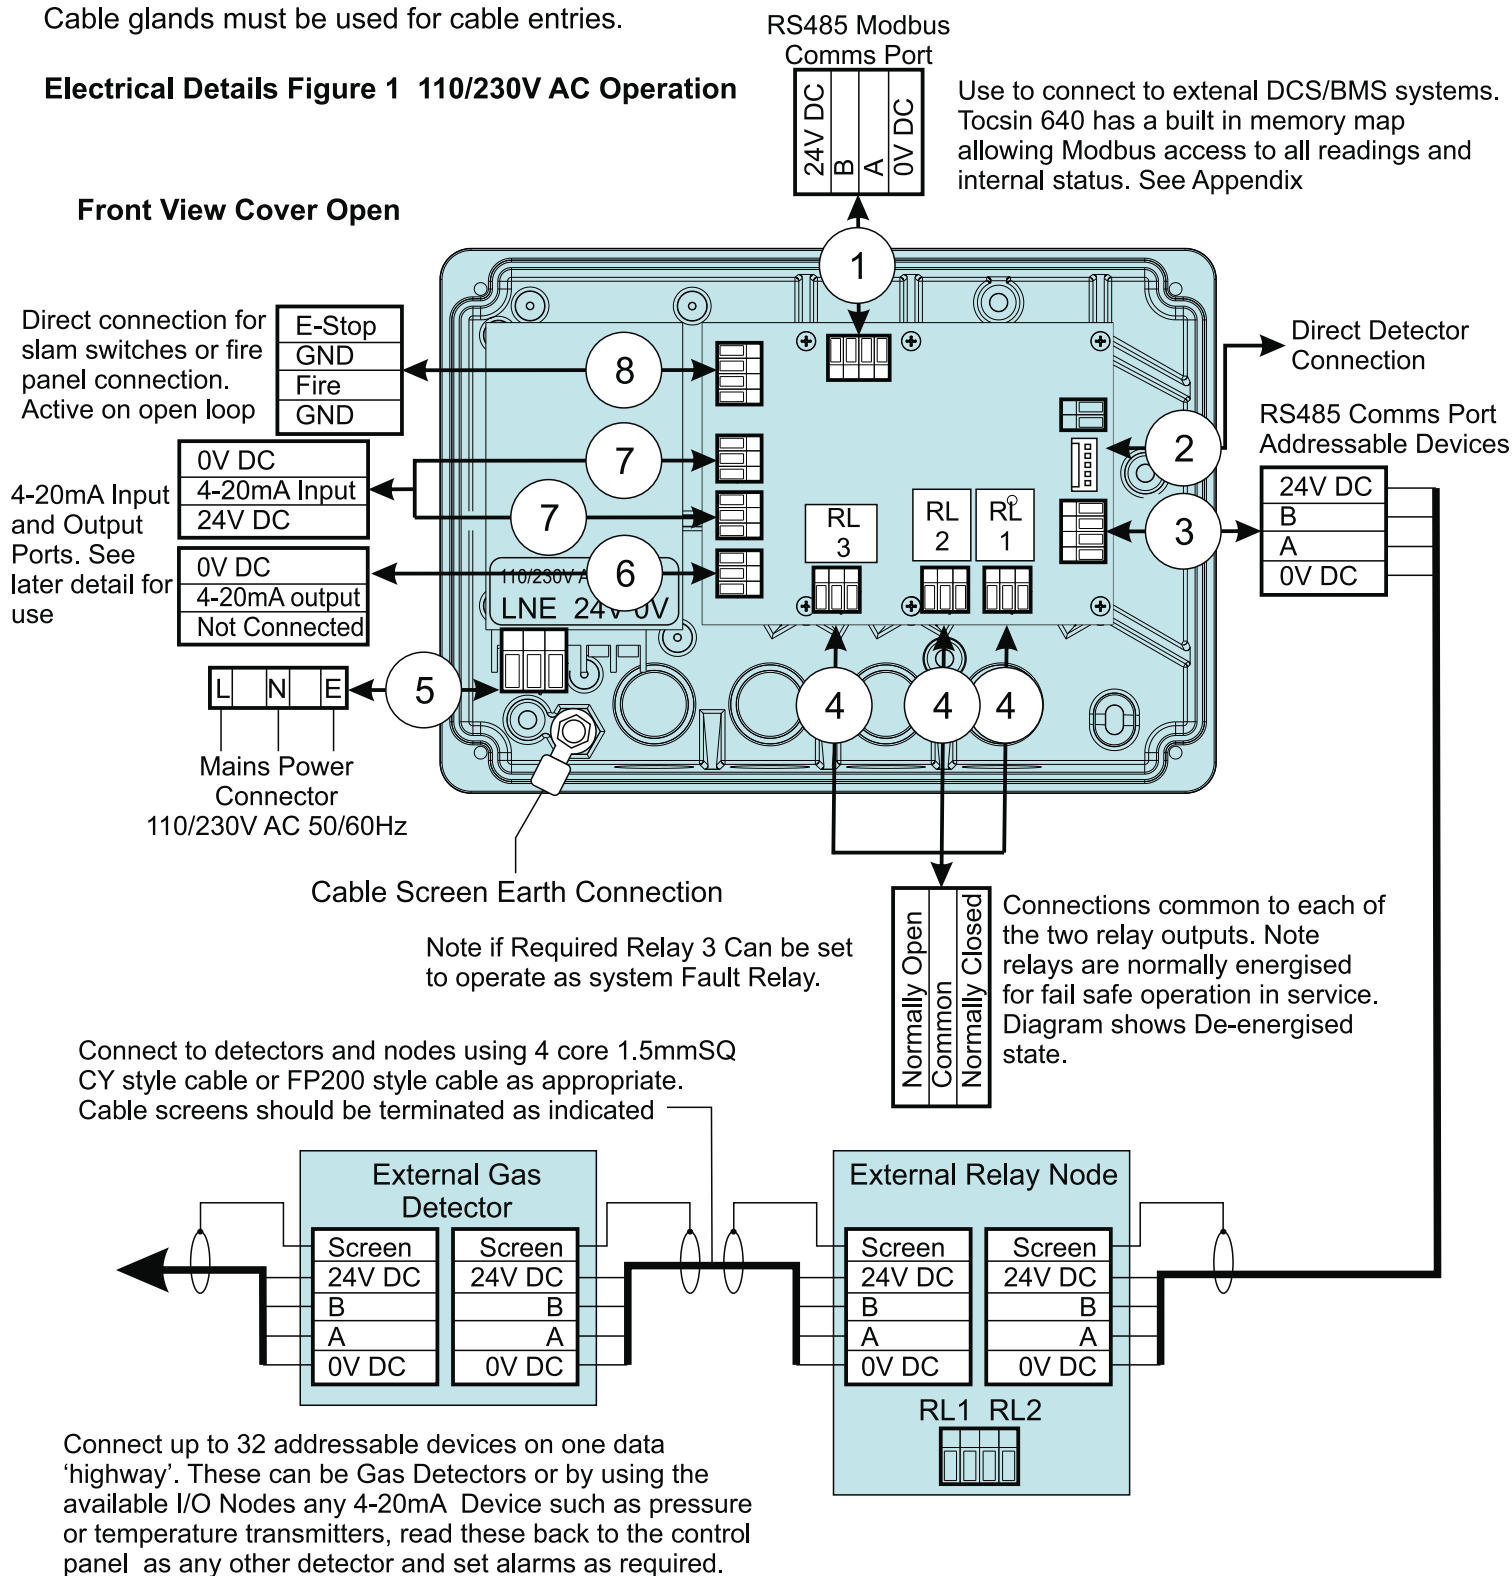 Cable glands must be used for cable entries.
Electrical Details Figure 1  110/230V AC Operation
RS485 Modbus
Comms Port
24V DC
B
A
0V DC
Use to connect to extenal DCS/BMS systems.
Tocsin 640 has a built in memory map
allowing Modbus access to all readings and
internal status. See Appendix
Front View Cover Open
1
Direct connection for
slam switches or fire
panel connection.
Active on open loop
E-Stop
GND
Fire
GND
8
Direct Detector
Connection
2
RS485 Comms Port
Addressable Devices
24V DC
B
A
0V DC
3
4-20mA Input
and Output
Ports. See
later detail for
use
0V DC
4-20mA Input
24V DC
7
7
0V DC
4-20mA output
Not Connected
6
RL
3
RL
2
RL
1
110/230V A
LNE 24V 0V
L N E
5
Mains Power
Connector
110/230V AC 50/60Hz
4
4
4
Cable Screen Earth Connection
Note if Required Relay 3 Can be set
to operate as system Fault Relay.
Normally Open
Common
Normally Closed
Connections common to each of
the two relay outputs. Note
relays are normally energised
for fail safe operation in service.
Diagram shows De-energised
state.
Connect to detectors and nodes using 4 core 1.5mmSQ
CY style cable or FP200 style cable as appropriate.
Cable screens should be terminated as indicated
External Gas
Detector
Screen
24V DC
B
A
0V DC
Screen
24V DC
B
A
0V DC
External Relay Node
Screen
24V DC
B
A
0V DC
Screen
24V DC
B
A
0V DC
RL1 RL2
Connect up to 32 addressable devices on one data
‘highway’. These can be Gas Detectors or by using the
available I/O Nodes any 4-20mA  Device such as pressure
or temperature transmitters, read these back to the control
panel  as any other detector and set alarms as required.